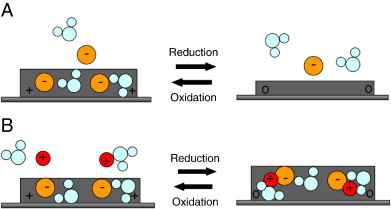 A
-
- -
+ +
Reduction
Oxidation
-
O O
B
+ +
- -
+ +
Reduction
Oxidation
+ - - +
O O